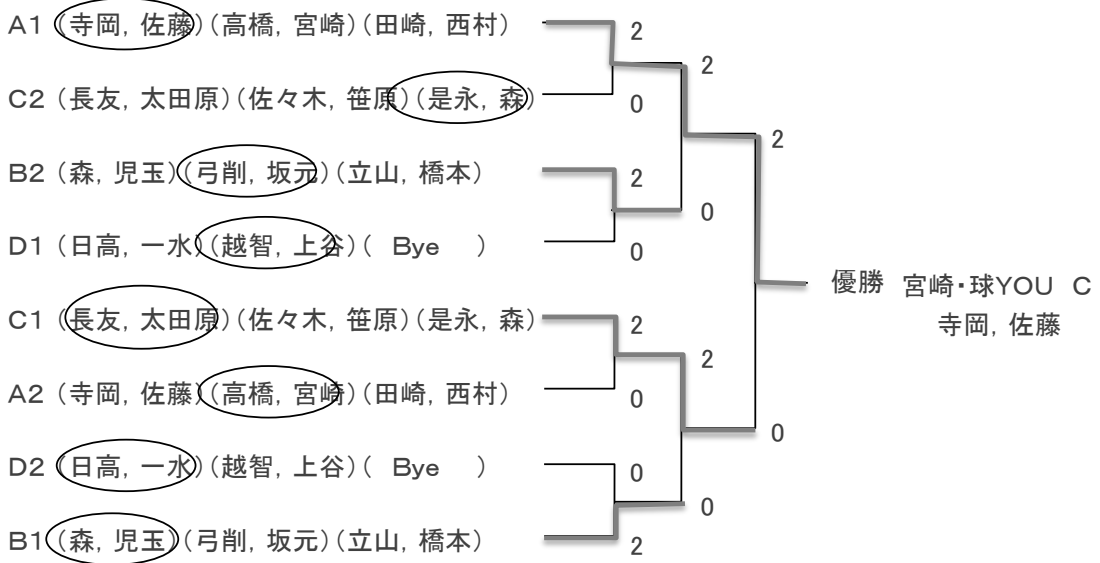 A1 (寺岡, 佐藤)(高橋, 宮崎)(田崎, 西村)
2
2
C2 (長友, 太田原)(佐々木, 笹原)(是永, 森)
0
2
B2 (森, 児玉)(弓削, 坂元)(立山, 橋本)
2
0
D1 (日高, 一水)(越智, 上谷)( Bye )
0
優勝 宮崎・球YOU C
寺岡, 佐藤
C1 (長友, 太田原)(佐々木, 笹原)(是永, 森)
2
2
A2 (寺岡, 佐藤)(高橋, 宮崎)(田崎, 西村)
0
0
D2 (日高, 一水)(越智, 上谷)( Bye )
0
0
B1 (森, 児玉)(弓削, 坂元)(立山, 橋本)
2